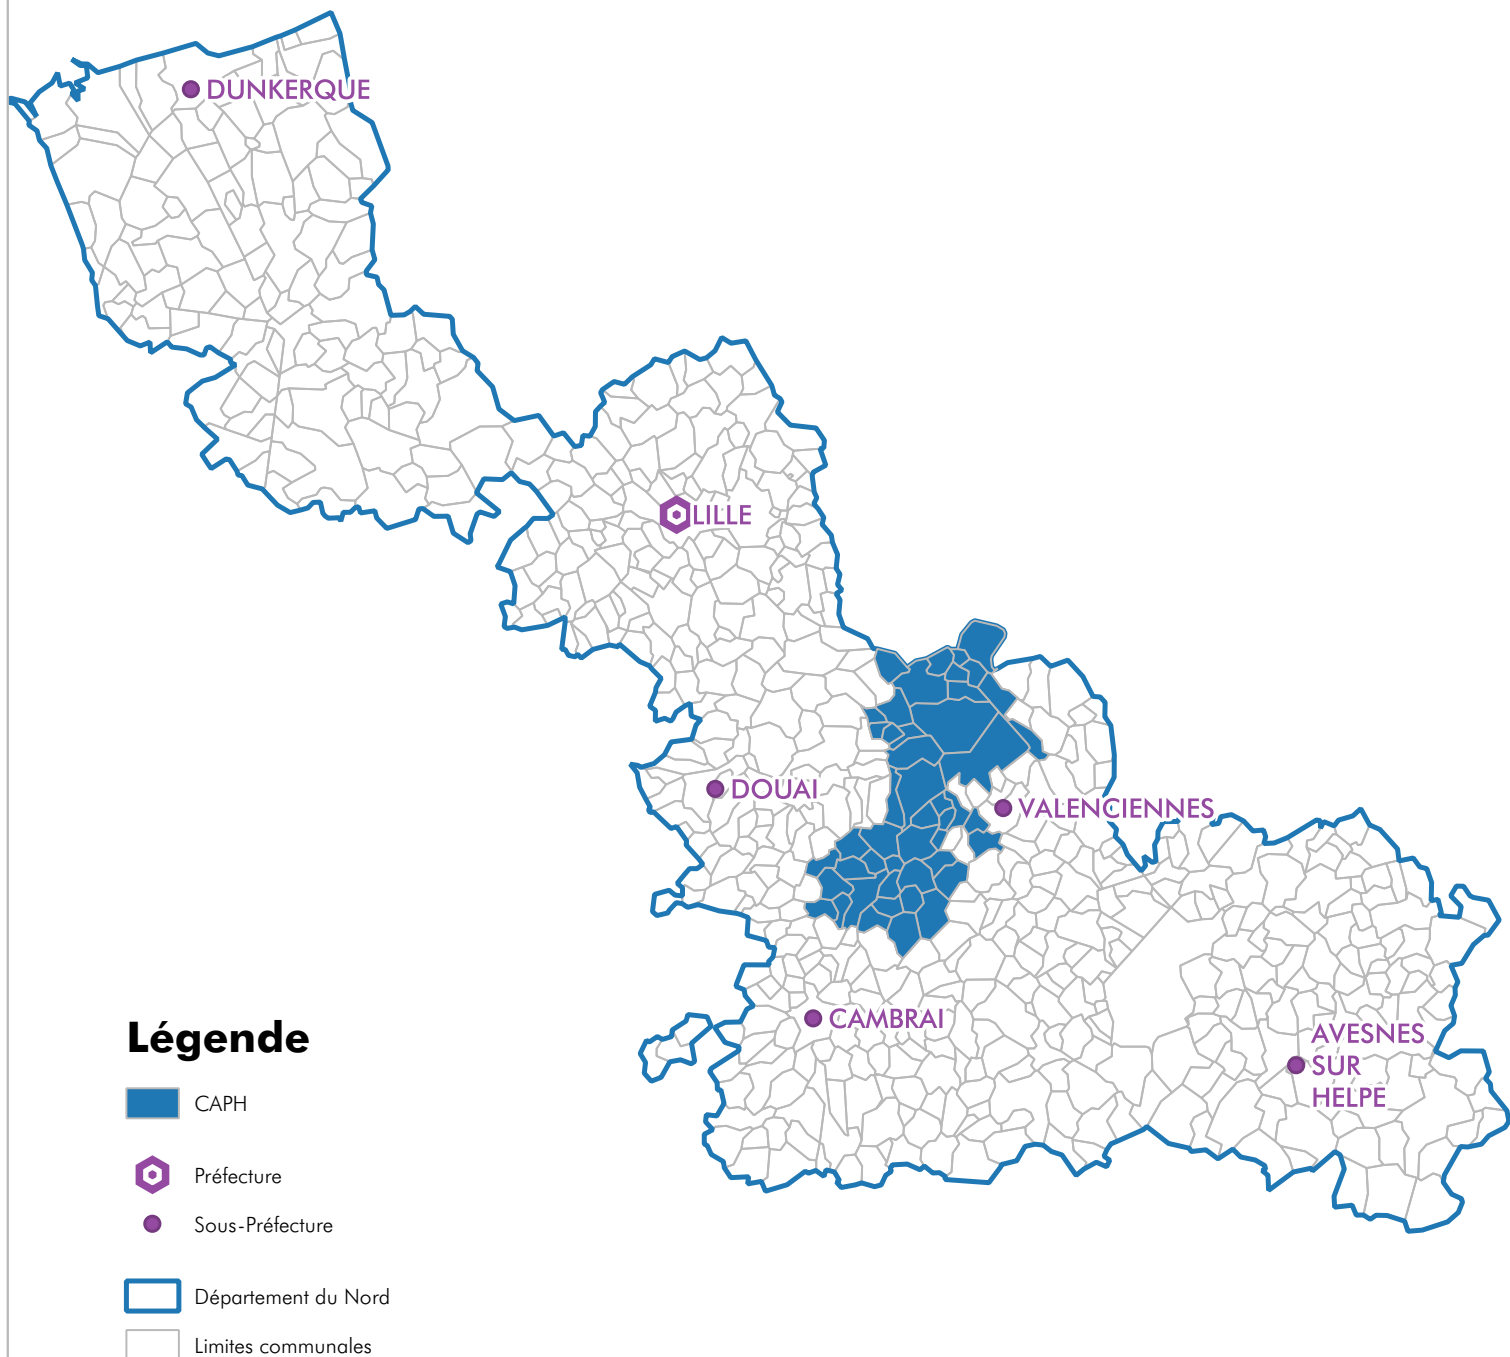 DUNKERQUE
LILLE
DOUAI
VALENCIENNES
CAMBRAI
AVESNES
SUR
HELPE
Légende
CAPH
Préfecture
Sous-Préfecture
Département du Nord
Limites communales